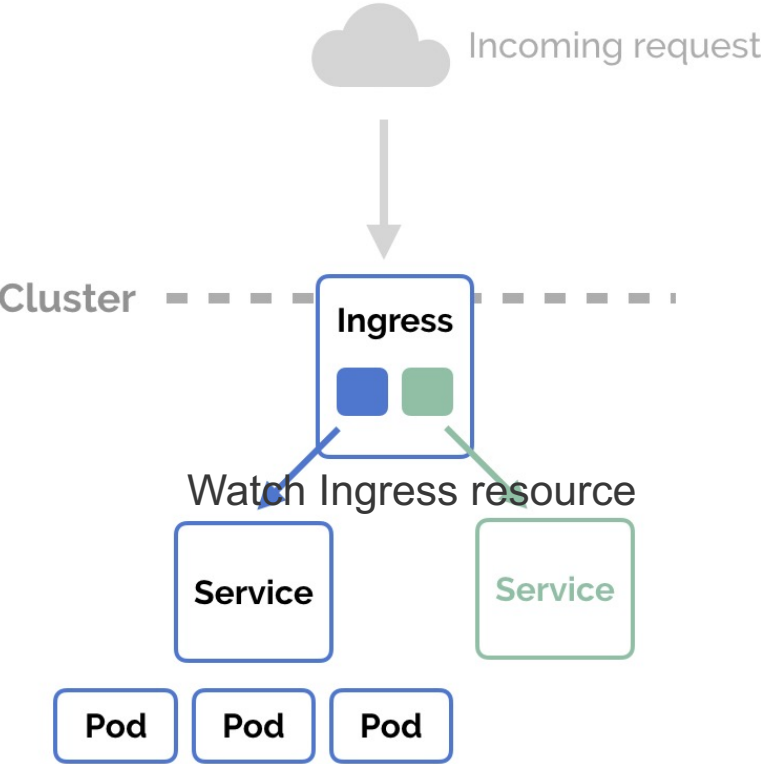 Incoming request
Cluster
Ingress
Watch Ingress resource
Service
Service
Pod
Pod
Pod